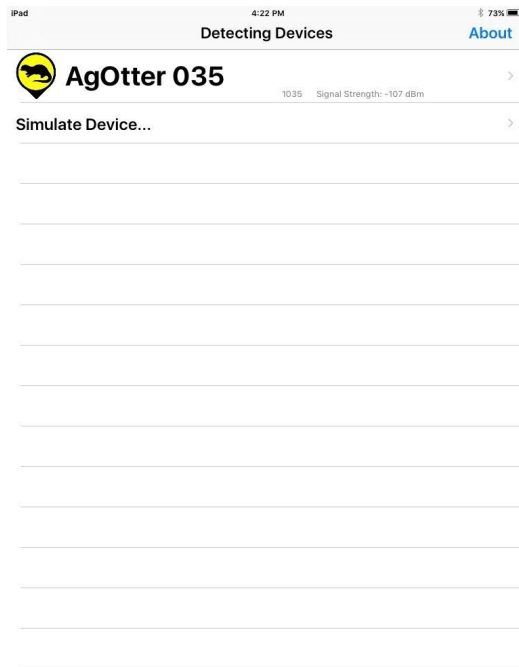 iPad 4:22 PM 73%
Detecting Devices About
AgOtter 035
1035 Signal Strength: -107 dBm
Simulate Device...